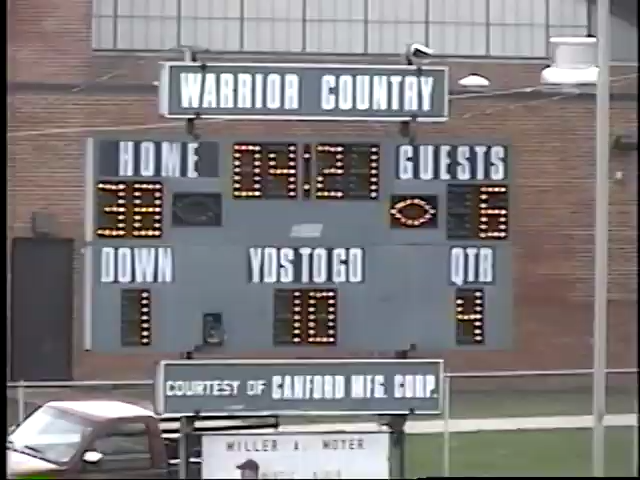 WARRIOR COUNTRY
HOME 04:21 GUESTS
38 6
DOWN YDS TO GO QTR
1 10 4
COURTESY OF CANFORD MFG. CORP.
MILLER A. MOYER